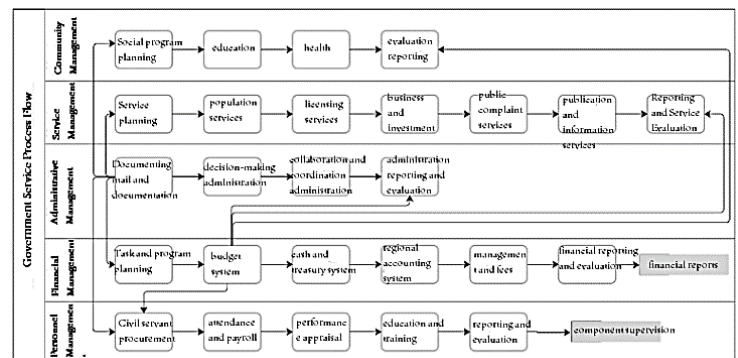 Government Service Process Flow
Community
Management
Social program
planning
education
health
evaluation
reporting
Service
Management
Service
planning
population
services
licensing
services
business
and
investment
public
complaint
services
publication
and
information
services
Reporting
and Service
Evaluation
Administrative
Management
Documenting
mail and
documentation
decision-making
administration
collaboration and
coordination
administration
administration
reporting and
evaluation
Financial
Management
Task and program
planning
budget
system
cash and
treasury system
regional
accounting
system
managemen
t and fees
financial reporting
and evaluation
financial reports
Personnel
Management
Civil servant
procurement
attendance
and payroll
performanc
e appraisal
education and
training
reporting and
evaluation
component supervision